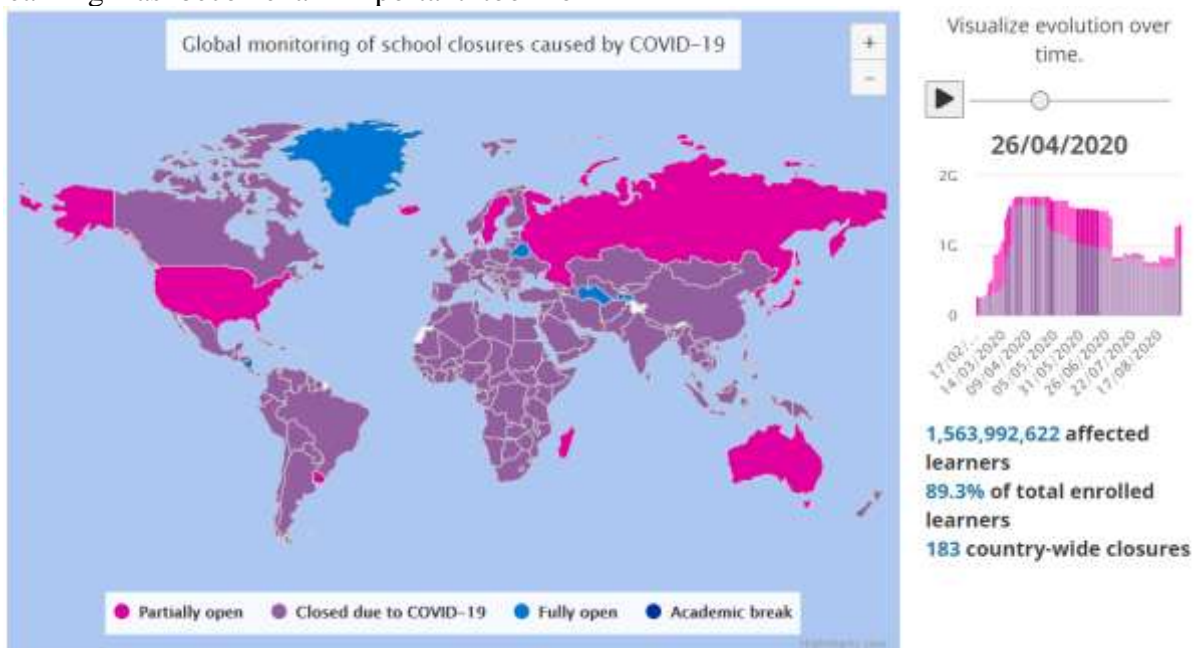 Global monitoring of school closures caused by COVID-19
+
−
Partially open
Closed due to COVID-19
Fully open
Academic break
Visualize evolution over
time.
26/04/2020
2G
1G
0
17/02/...
14/03/2020
09/04/2020
05/05/2020
31/05/2020
26/06/2020
22/07/2020
17/08/2020
1,563,992,622 affected
learners
89.3% of total enrolled
learners
183 country-wide closures